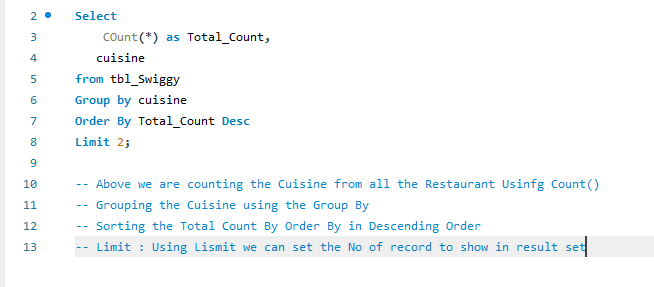 2 Select
3 COunt(*) as Total_Count,
4 cuisine
5 from tbl_Swiggy
6 Group by cuisine
7 Order By Total_Count Desc
8 Limit 2;
9
10 -- Above we are counting the Cuisine from all the Restaurant Usinfg Count()
11 -- Grouping the Cuisine using the Group By
12 -- Sorting the Total Count By Order By in Descending Order
13 -- Limit : Using Lismit we can set the No of record to show in result set